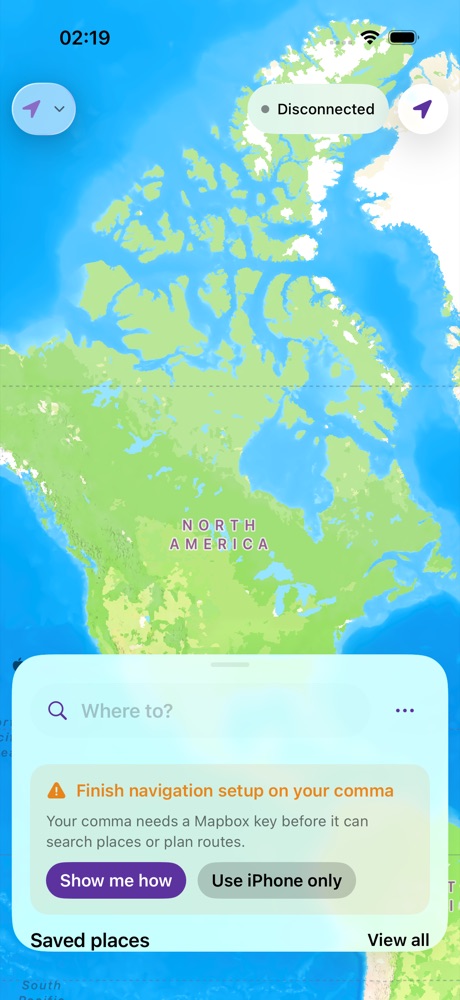 02:19
Disconnected
NORTH
AMERICA
Where to?
Finish navigation setup on your comma
Your comma needs a Mapbox key before it can
search places or plan routes.
Show me how
Use iPhone only
Saved places
View all
South